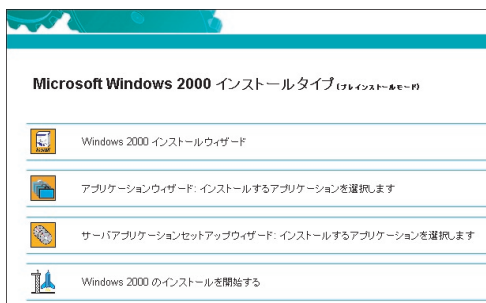 Microsoft Windows 2000 インストールタイプ(プレインストールモード)
Windows 2000 インストールウィザード
アプリケーションウィザード: インストールするアプリケーションを選択します
サーバアプリケーションセットアップウィザード: インストールするアプリケーションを選択します
Windows 2000 のインストールを開始する